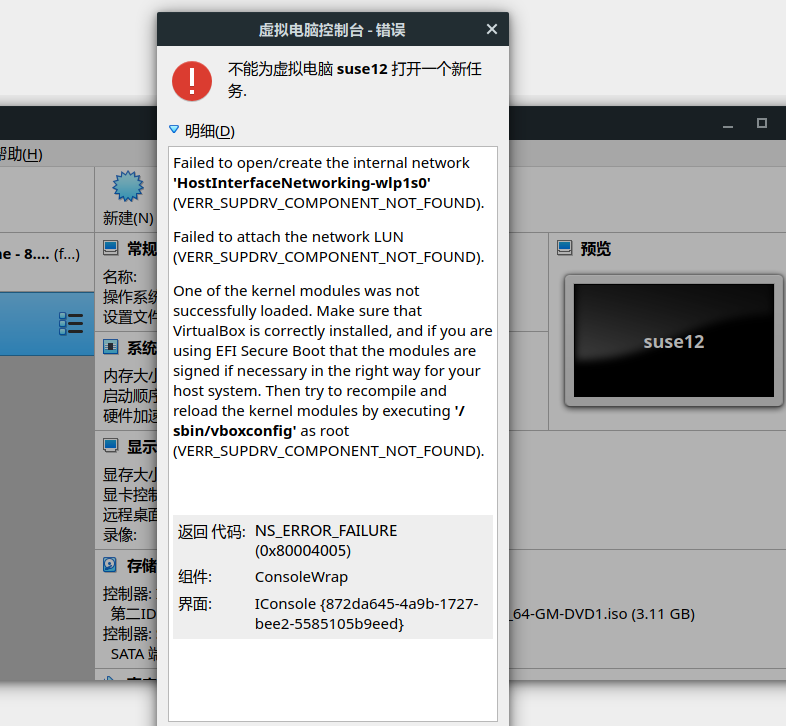 虚拟电脑控制台 - 错误
不能为虚拟电脑 suse12 打开一个新任
务.
明细(D)
Failed to open/create the internal network
'HostInterfaceNetworking-wlp1s0'
(VERR_SUPDRV_COMPONENT_NOT_FOUND).
Failed to attach the network LUN
(VERR_SUPDRV_COMPONENT_NOT_FOUND).
One of the kernel modules was not
successfully loaded. Make sure that
VirtualBox is correctly installed, and if you are
using EFI Secure Boot that the modules are
signed if necessary in the right way for your
host system. Then try to recompile and
reload the kernel modules by executing '/
sbin/vboxconfig' as root
(VERR_SUPDRV_COMPONENT_NOT_FOUND).
返回 代码: NS_ERROR_FAILURE
(0x80004005)
组件: ConsoleWrap
界面: IConsole {872da645-4a9b-1727-
bee2-5585105b9eed}
帮助(H)
新建(N)
ne - 8.... (f...)
常规
名称:
操作系统
设置文件
系统
内存大小
启动顺序
硬件加速
显示
显存大小
显卡控制
远程桌面
录像:
存储
控制器:
第二ID
控制器:
SATA 端
预览
suse12
_64-GM-DVD1.iso (3.11 GB)